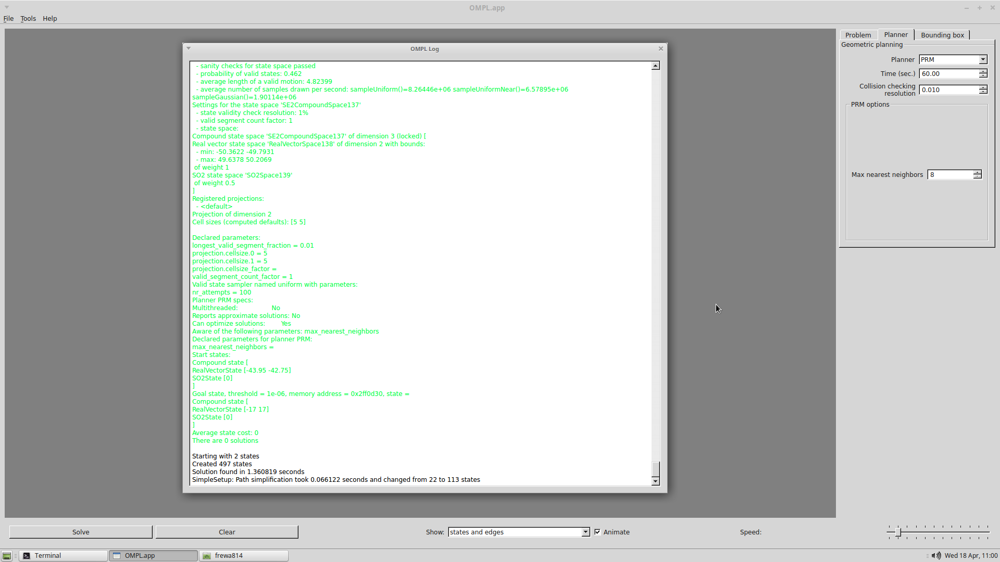 OMPL.app
File Tools Help
OMPL Log
- sanity checks for state space passed
- probability of valid states: 0.462
- average length of a valid motion: 4.82399
- average number of samples drawn per second: sampleUniform()=8.26446e+06 sampleUniformNear()=6.57895e+06
sampleGaussian()=1.90114e+06
Settings for the state space 'SE2CompoundSpace137'
- state validity check resolution: 1%
- valid segment count factor: 1
- state space:
Compound state space 'SE2CompoundSpace137' of dimension 3 (locked) [
Real vector state space 'RealVectorSpace138' of dimension 2 with bounds:
- min: -50.3622 -49.7931
- max: 49.6378 50.2069
of weight 1
SO2 state space 'SO2Space139'
of weight 0.5
]
Registered projections:
- <default>
Projection of dimension 2
Cell sizes (computed defaults): [5 5]
Declared parameters:
longest_valid_segment_fraction = 0.01
projection.cellsize.0 = 5
projection.cellsize.1 = 5
projection.cellsize_factor =
valid_segment_count_factor = 1
Valid state sampler named uniform with parameters:
nr_attempts = 100
Planner PRM specs:
Multithreaded: No
Reports approximate solutions: No
Can optimize solutions: Yes
Aware of the following parameters: max_nearest_neighbors
Declared parameters for planner PRM:
max_nearest_neighbors =
Start states:
Compound state [
RealVectorState [-43.95 -42.75]
SO2State [0]
]
Goal state, threshold = 1e-06, memory address = 0x2ff0d30, state =
Compound state [
RealVectorState [-17 17]
SO2State [0]
]
Average state cost: 0
There are 0 solutions
Starting with 2 states
Created 497 states
Solution found in 1.360819 seconds
SimpleSetup: Path simplification took 0.066122 seconds and changed from 22 to 113 states
Problem Planner Bounding box
Geometric planning
Planner PRM
Time (sec.) 60.00
Collision checking
resolution 0.010
PRM options
Max nearest neighbors 8
Solve Clear Show: states and edges Animate Speed:
Terminal OMPL.app frewa814 Wed 18 Apr, 11:00